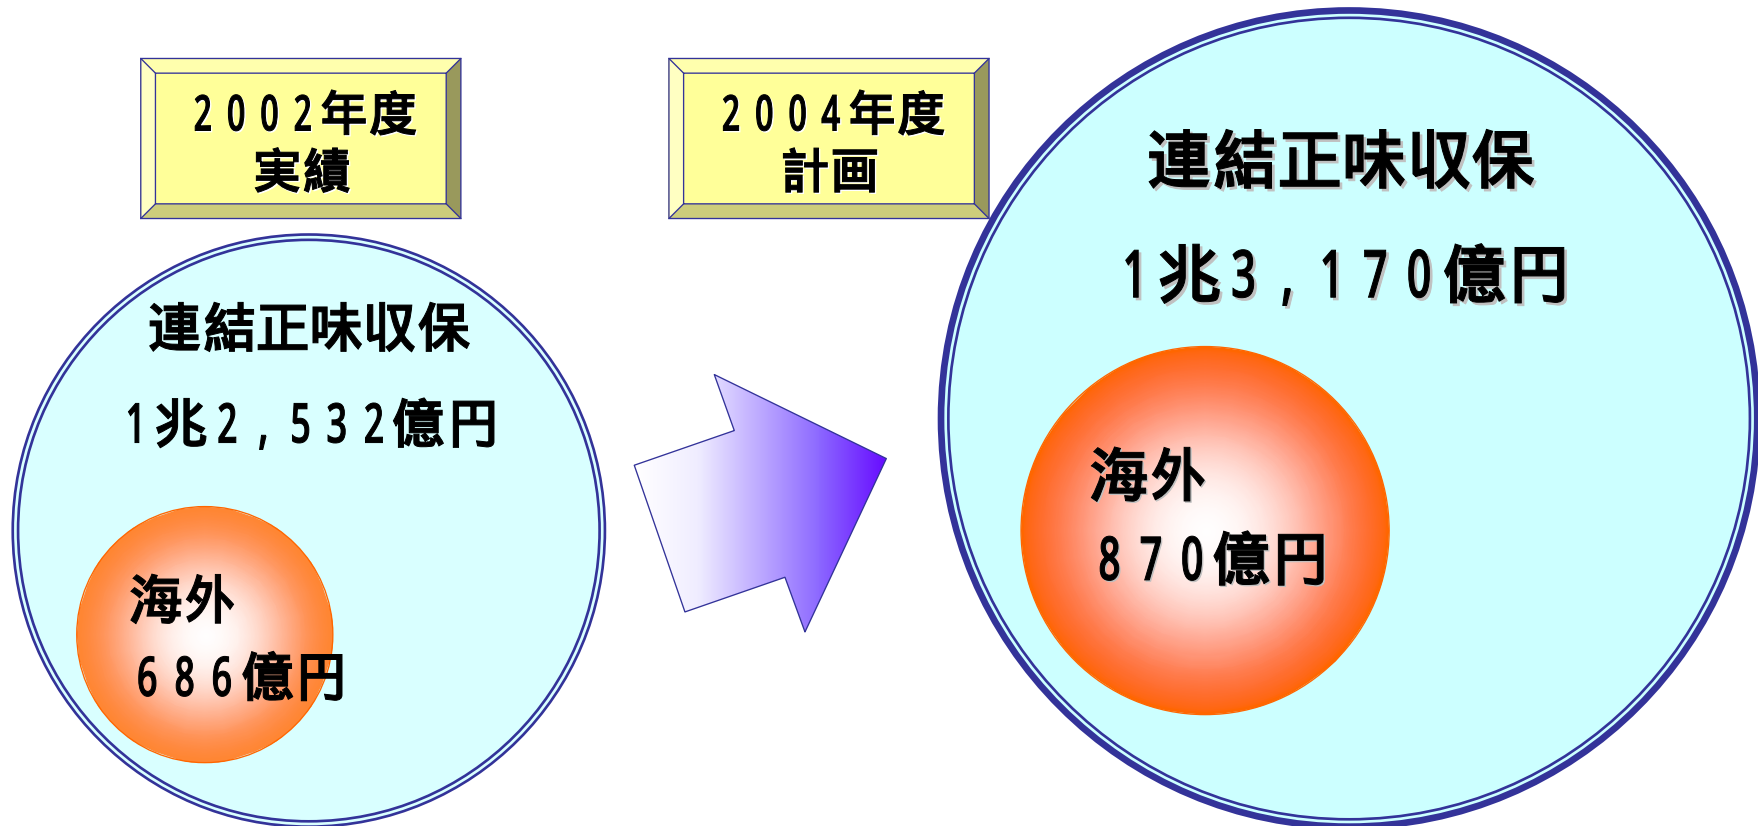 ２００２年度
実績
連結正味収保
１兆２，５３２億円
海外
６８６億円
２００４年度
計画
連結正味収保
１兆３，１７０億円
海外
８７０億円